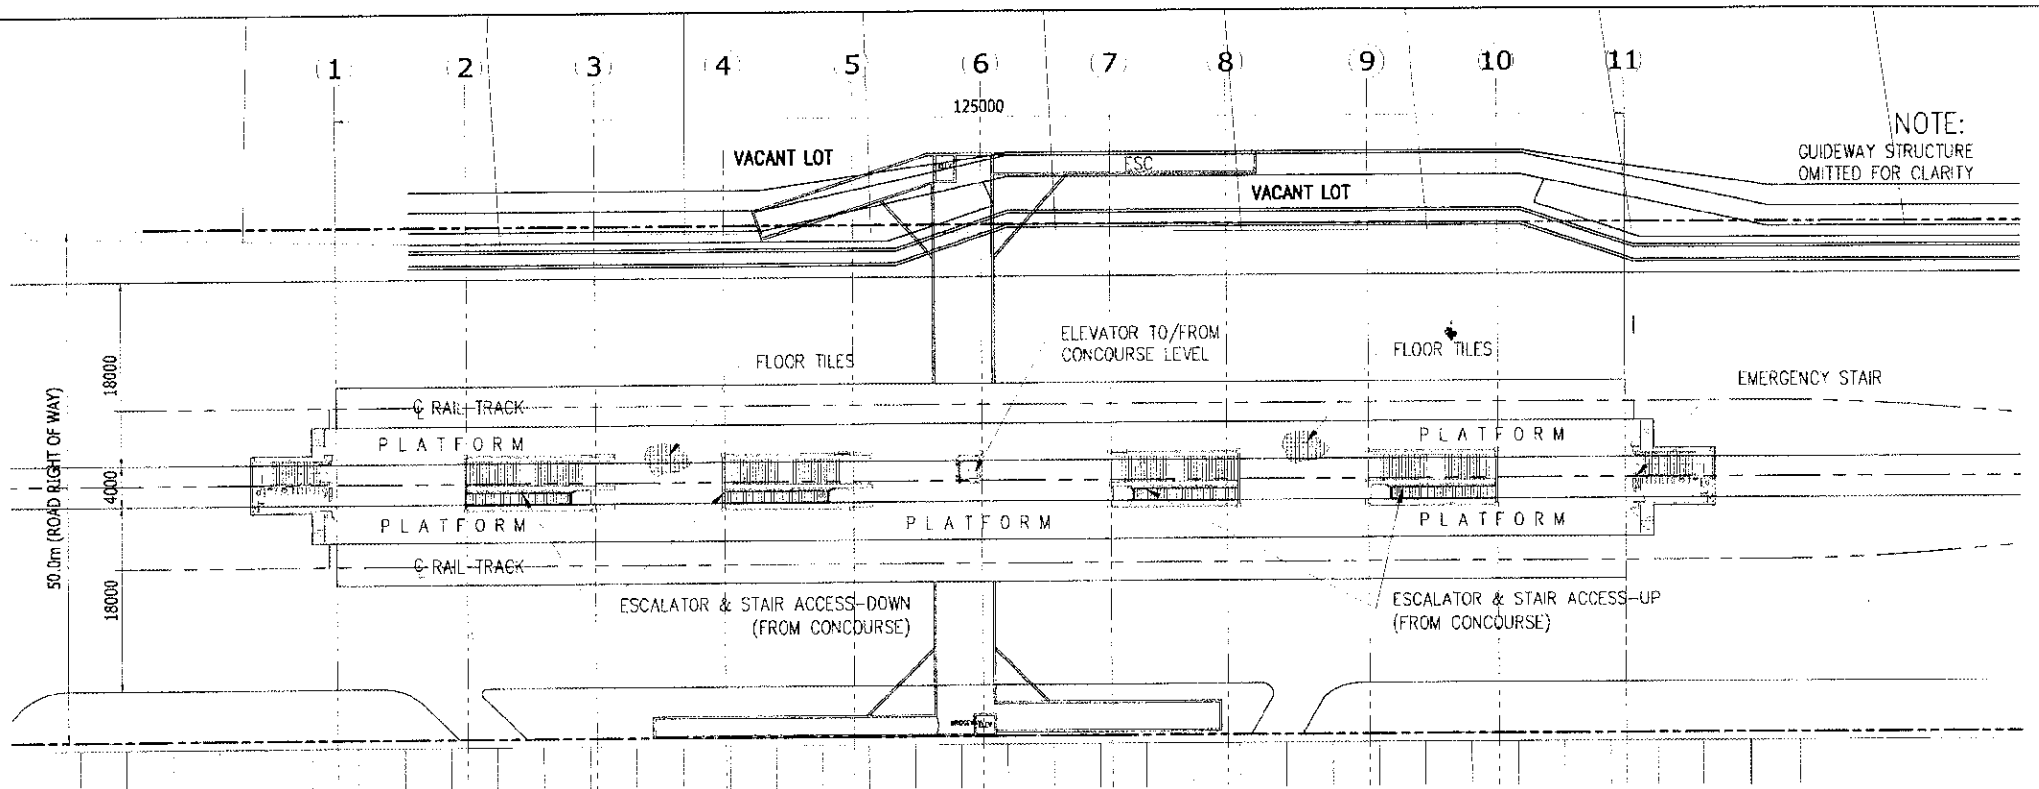 (1) (2) (3) (4) (5) (6) (7) (8) (9) (10) (11)
125000
NOTE:
GUIDEWAY STRUCTURE
OMITTED FOR CLARITY
VACANT LOT
ESC
VACANT LOT
ELEVATOR TO/FROM
CONCOURSE LEVEL
FLOOR TILES
FLOOR TILES
EMERGENCY STAIR
℄ RAIL TRACK
PLATFORM
PLATFORM
PLATFORM
PLATFORM
PLATFORM
℄ RAIL TRACK
ESCALATOR & STAIR ACCESS-DOWN
(FROM CONCOURSE)
ESCALATOR & STAIR ACCESS-UP
(FROM CONCOURSE)
50.0m (ROAD RIGHT OF WAY)
18000
4000
18000